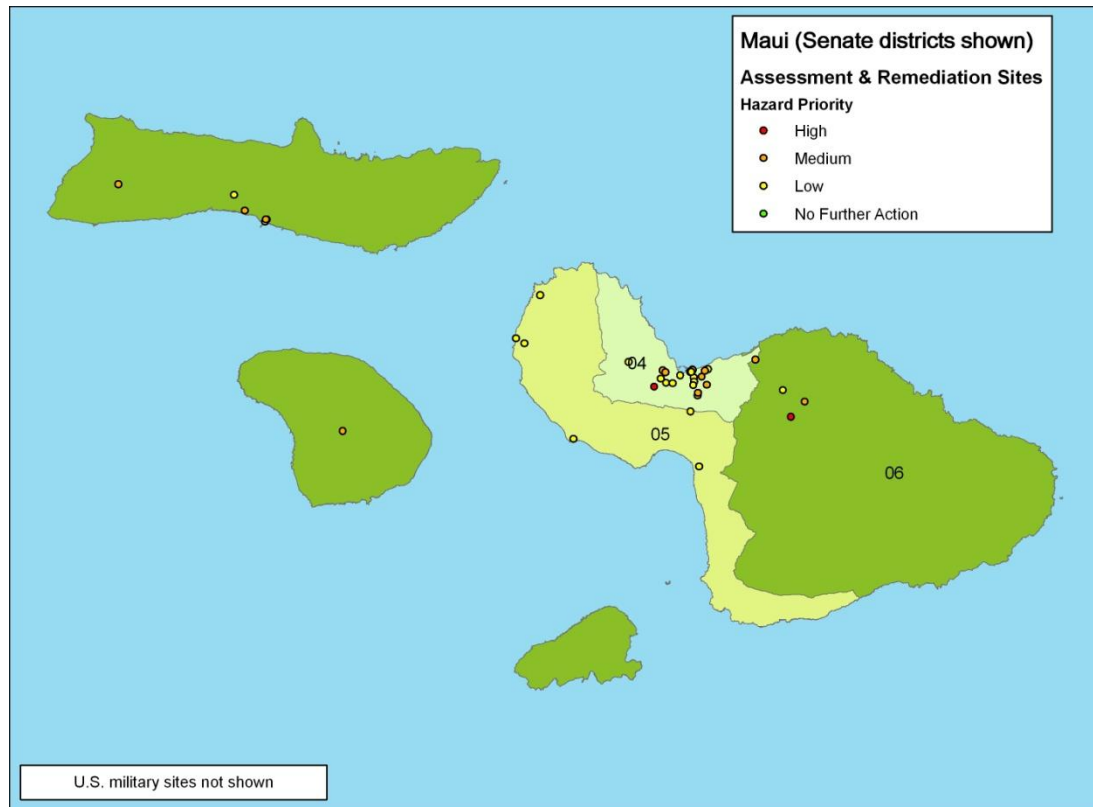 Maui (Senate districts shown)
Assessment & Remediation Sites
Hazard Priority
High
Medium
Low
No Further Action
04
05
06
U.S. military sites not shown